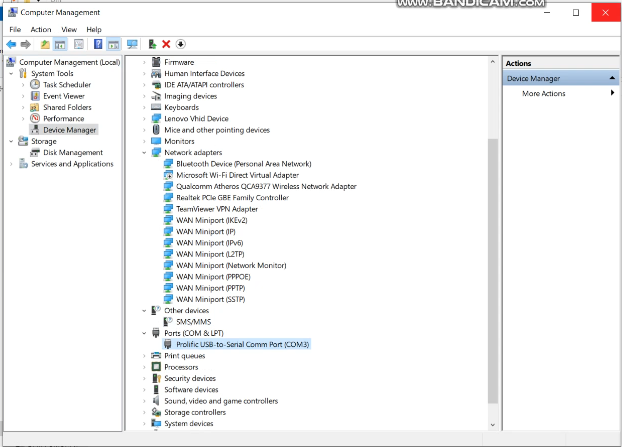 www.BANDICAM.com
Computer Management
File Action View Help
Computer Management (Local)
System Tools
Task Scheduler
Event Viewer
Shared Folders
Performance
Device Manager
Storage
Disk Management
Services and Applications
Firmware
Human Interface Devices
IDE ATA/ATAPI controllers
Imaging devices
Keyboards
Lenovo Vhid Device
Mice and other pointing devices
Monitors
Network adapters
Bluetooth Device (Personal Area Network)
Microsoft Wi-Fi Direct Virtual Adapter
Qualcomm Atheros QCA9377 Wireless Network Adapter
Realtek PCIe GBE Family Controller
TeamViewer VPN Adapter
WAN Miniport (IKEv2)
WAN Miniport (IP)
WAN Miniport (IPv6)
WAN Miniport (L2TP)
WAN Miniport (Network Monitor)
WAN Miniport (PPPOE)
WAN Miniport (PPTP)
WAN Miniport (SSTP)
Other devices
SMS/MMS
Ports (COM & LPT)
Prolific USB-to-Serial Comm Port (COM3)
Print queues
Processors
Security devices
Software devices
Sound, video and game controllers
Storage controllers
System devices
Actions
Device Manager
More Actions